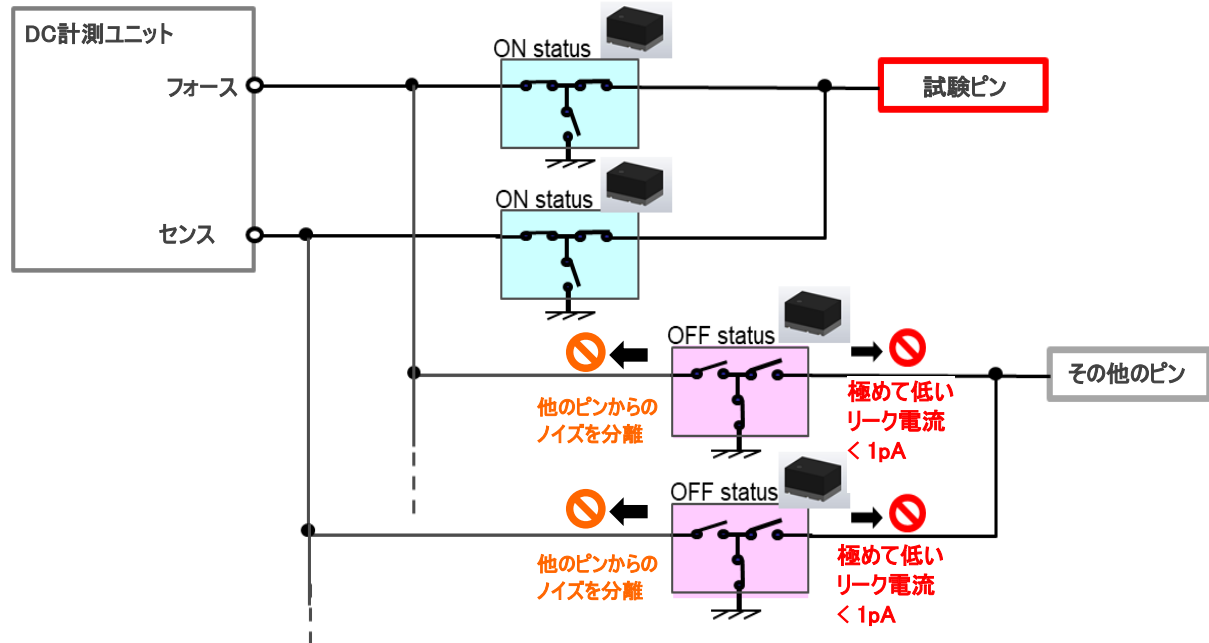 DC計測ユニット
ON status
フォース
試験ピン
ON status
センス
OFF status
その他のピン
他のピンからの
ノイズを分離
極めて低い
リーク電流
< 1pA
OFF status
他のピンからの
ノイズを分離
極めて低い
リーク電流
< 1pA